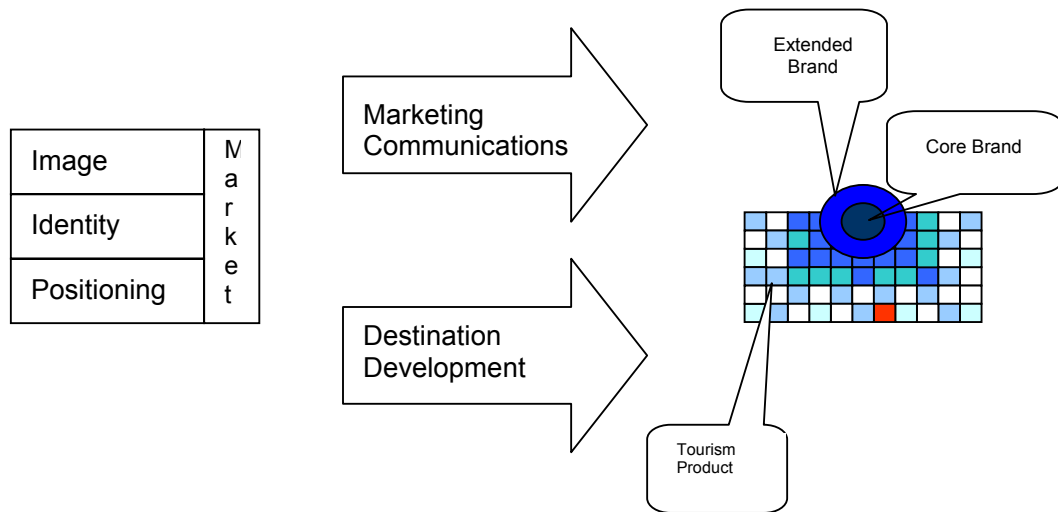 Image
Identity
Positioning
M
a
r
k
e
t
Marketing
Communications
Destination
Development
Extended
Brand
Core Brand
Tourism
Product